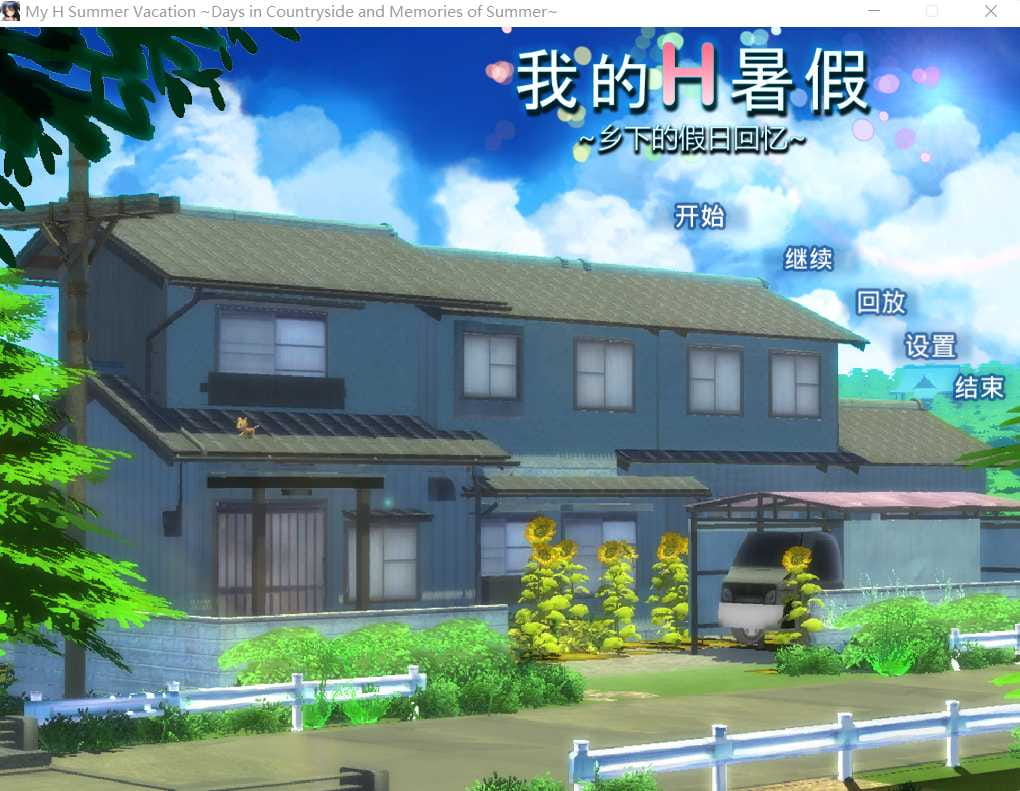 My H Summer Vacation ~Days in Countryside and Memories of Summer~
我的H暑假
~乡下的假日回忆~
开始
继续
回放
设置
结束